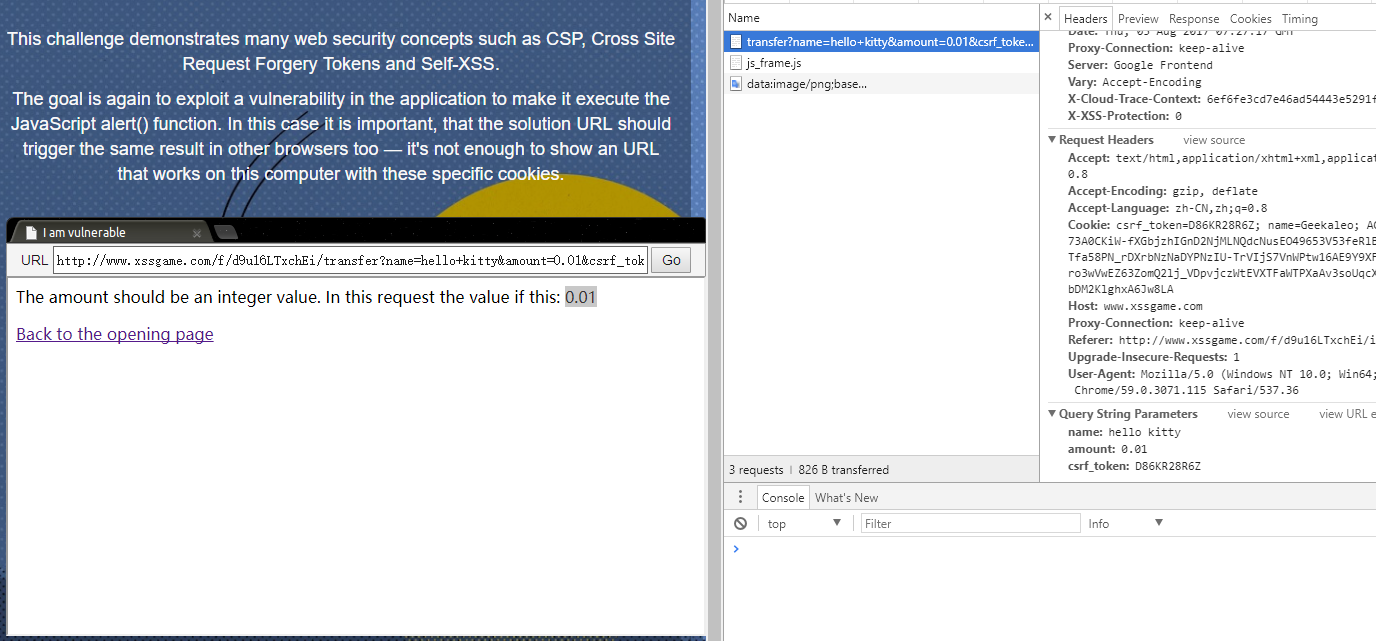 This challenge demonstrates many web security concepts such as CSP, Cross Site
Request Forgery Tokens and Self-XSS.
The goal is again to exploit a vulnerability in the application to make it execute the
JavaScript alert() function. In this case it is important, that the solution URL should
trigger the same result in other browsers too — it's not enough to show an URL
that works on this computer with these specific cookies.
I am vulnerable
URL http://www.xssgame.com/f/d9u16LTxchEi/transfer?name=hello+kitty&amount=0.01&csrf_tok Go
The amount should be an integer value. In this request the value if this: 0.01
Back to the opening page
Name
transfer?name=hello+kitty&amount=0.01&csrf_toke...
js_frame.js
data:image/png;base...
3 requests | 826 B transferred
Headers Preview Response Cookies Timing
Date: Thu, 03 Aug 2017 07:27:17 GMT
Proxy-Connection: keep-alive
Server: Google Frontend
Vary: Accept-Encoding
X-Cloud-Trace-Context: 6ef6fe3cd7e46ad54443e5291f
X-XSS-Protection: 0
Request Headers view source
Accept: text/html,application/xhtml+xml,applicat
0.8
Accept-Encoding: gzip, deflate
Accept-Language: zh-CN,zh;q=0.8
Cookie: csrf_token=D86KR28R6Z; name=Geekaleo; AC
73A0CKiW-fXGbjzhIGnD2NjMLNQdcNusEO49653V53feRlE
Tfa58PN_rDXrbNzNaDYPNzIU-TrVIjS7VnWPtw16AE9Y9XF
ro3wVwEZ63ZomQ2lj_VDpvjczWtEVXTFaWTPXaAv3soUqcX
bDM2KlghxA6Jw8LA
Host: www.xssgame.com
Proxy-Connection: keep-alive
Referer: http://www.xssgame.com/f/d9u16LTxchEi/i
Upgrade-Insecure-Requests: 1
User-Agent: Mozilla/5.0 (Windows NT 10.0; Win64;
Chrome/59.0.3071.115 Safari/537.36
Query String Parameters view source view URL e
name: hello kitty
amount: 0.01
csrf_token: D86KR28R6Z
Console What's New
top Filter Info